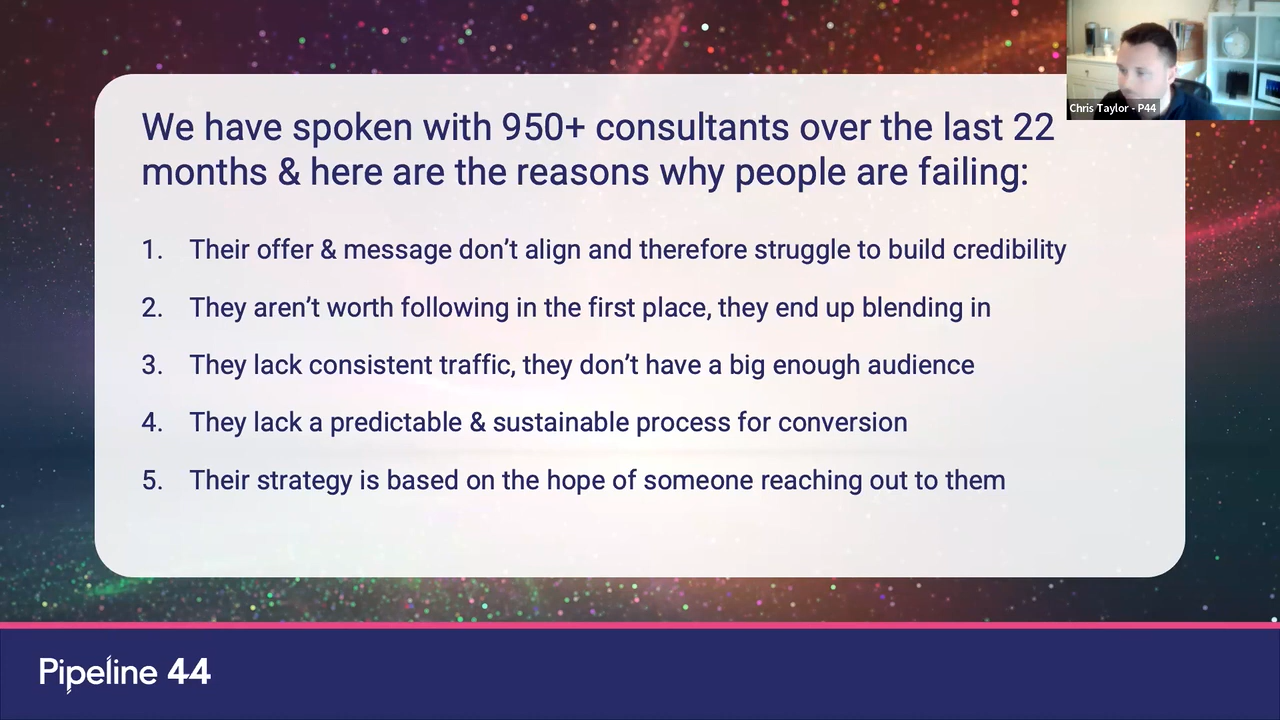 Chris Taylor - P44
We have spoken with 950+ consultants over the last 22
months & here are the reasons why people are failing:
1. Their offer & message don’t align and therefore struggle to build credibility
2. They aren’t worth following in the first place, they end up blending in
3. They lack consistent traffic, they don’t have a big enough audience
4. They lack a predictable & sustainable process for conversion
5. Their strategy is based on the hope of someone reaching out to them
Pipeline 44